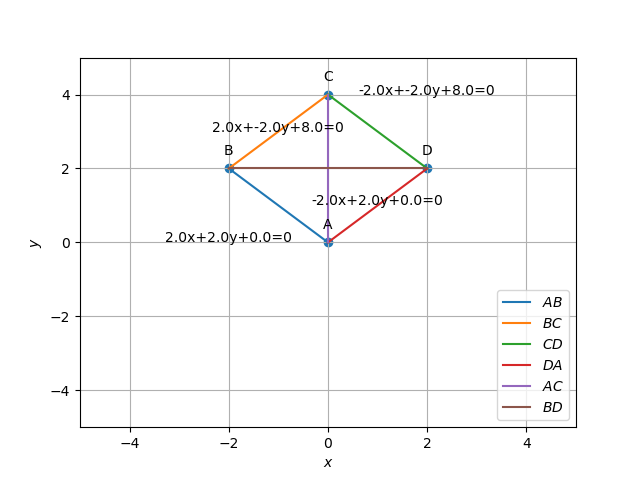 C
-2.0x+-2.0y+8.0=0
4
2.0x+-2.0y+8.0=0
B
D
2
-2.0x+2.0y+0.0=0
A
2.0x+2.0y+0.0=0
0
y
−2
−4
AB
BC
CD
DA
AC
BD
−4
−2
0
2
4
x